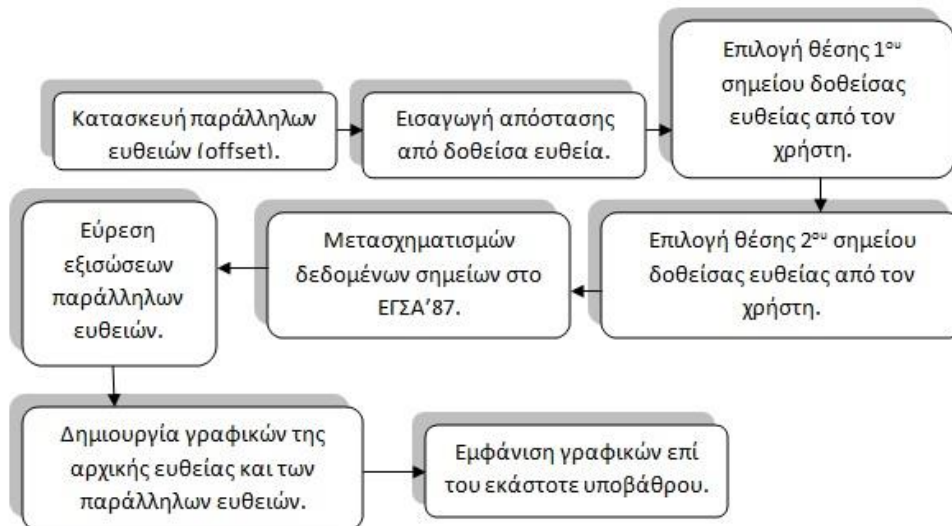 Κατασκευή παράλληλων
ευθειών (offset).
Εισαγωγή απόστασης
από δοθείσα ευθεία.
Επιλογή θέσης 1ου
σημείου δοθείσας
ευθείας από τον
χρήστη.
Επιλογή θέσης 2ου σημείου
δοθείσας ευθείας από τον
χρήστη.
Μετασχηματισμών
δεδομένων σημείων στο
ΕΓΣΑ’87.
Εύρεση
εξισώσεων
παράλληλων
ευθειών.
Δημιουργία γραφικών της
αρχικής ευθείας και των
παράλληλων ευθειών.
Εμφάνιση γραφικών επί
του εκάστοτε υποβάθρου.